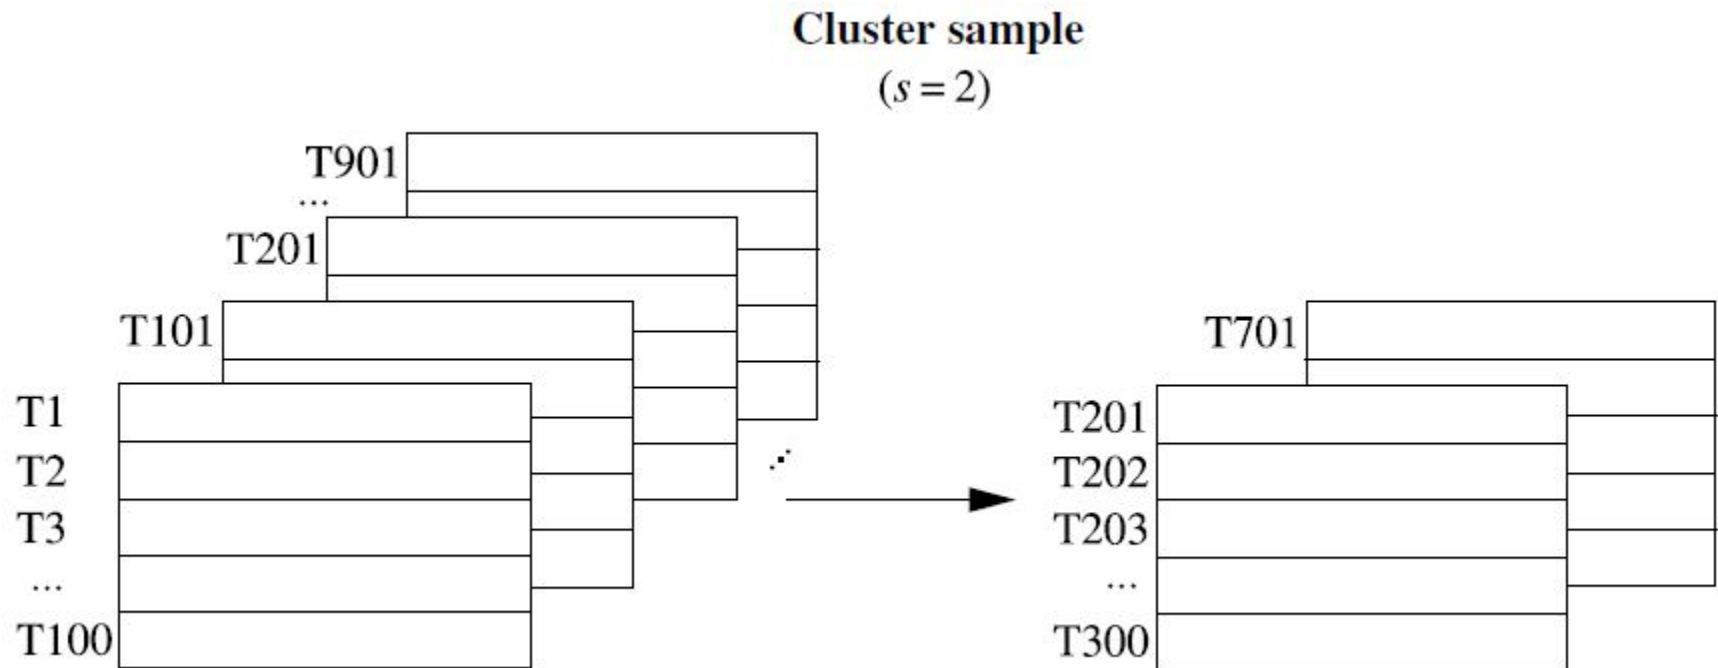 Cluster sample
(s = 2)
T901
...
T201
T101
T1
T2
T3
...
T100
T701
T201
T202
T203
...
T300